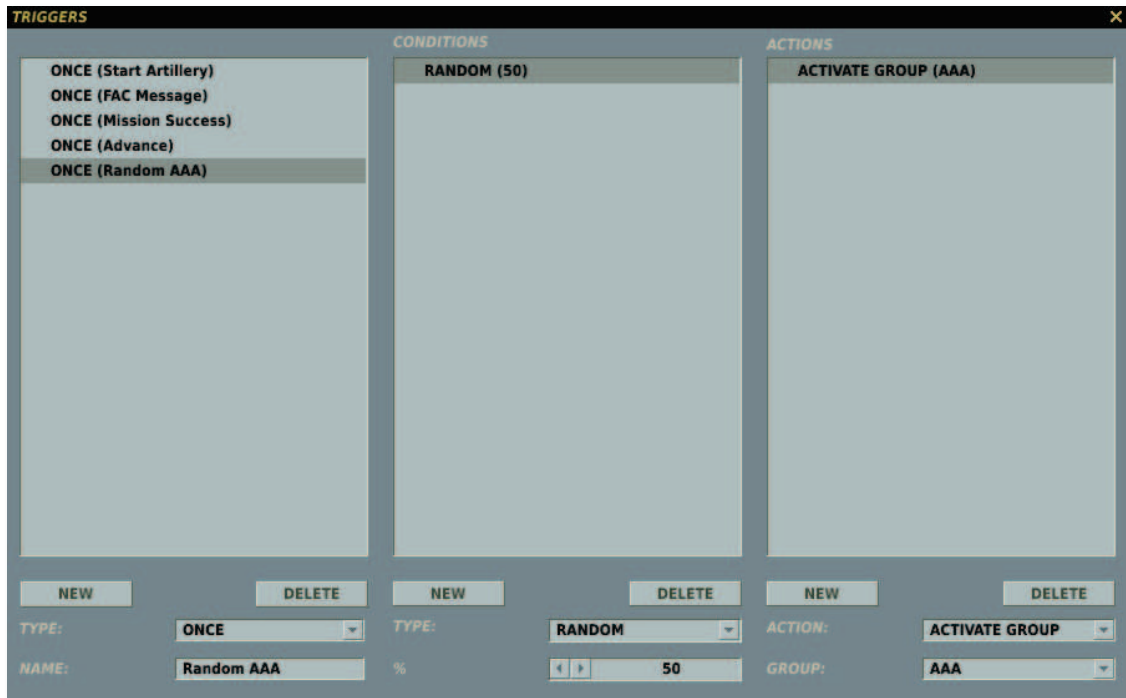 TRIGGERS
CONDITIONS
ACTIONS
ONCE (Start Artillery)
ONCE (FAC Message)
ONCE (Mission Success)
ONCE (Advance)
ONCE (Random AAA)
RANDOM (50)
ACTIVATE GROUP (AAA)
NEW DELETE NEW DELETE NEW DELETE
TYPE: ONCE TYPE: RANDOM ACTION: ACTIVATE GROUP
NAME: Random AAA % 50 GROUP: AAA